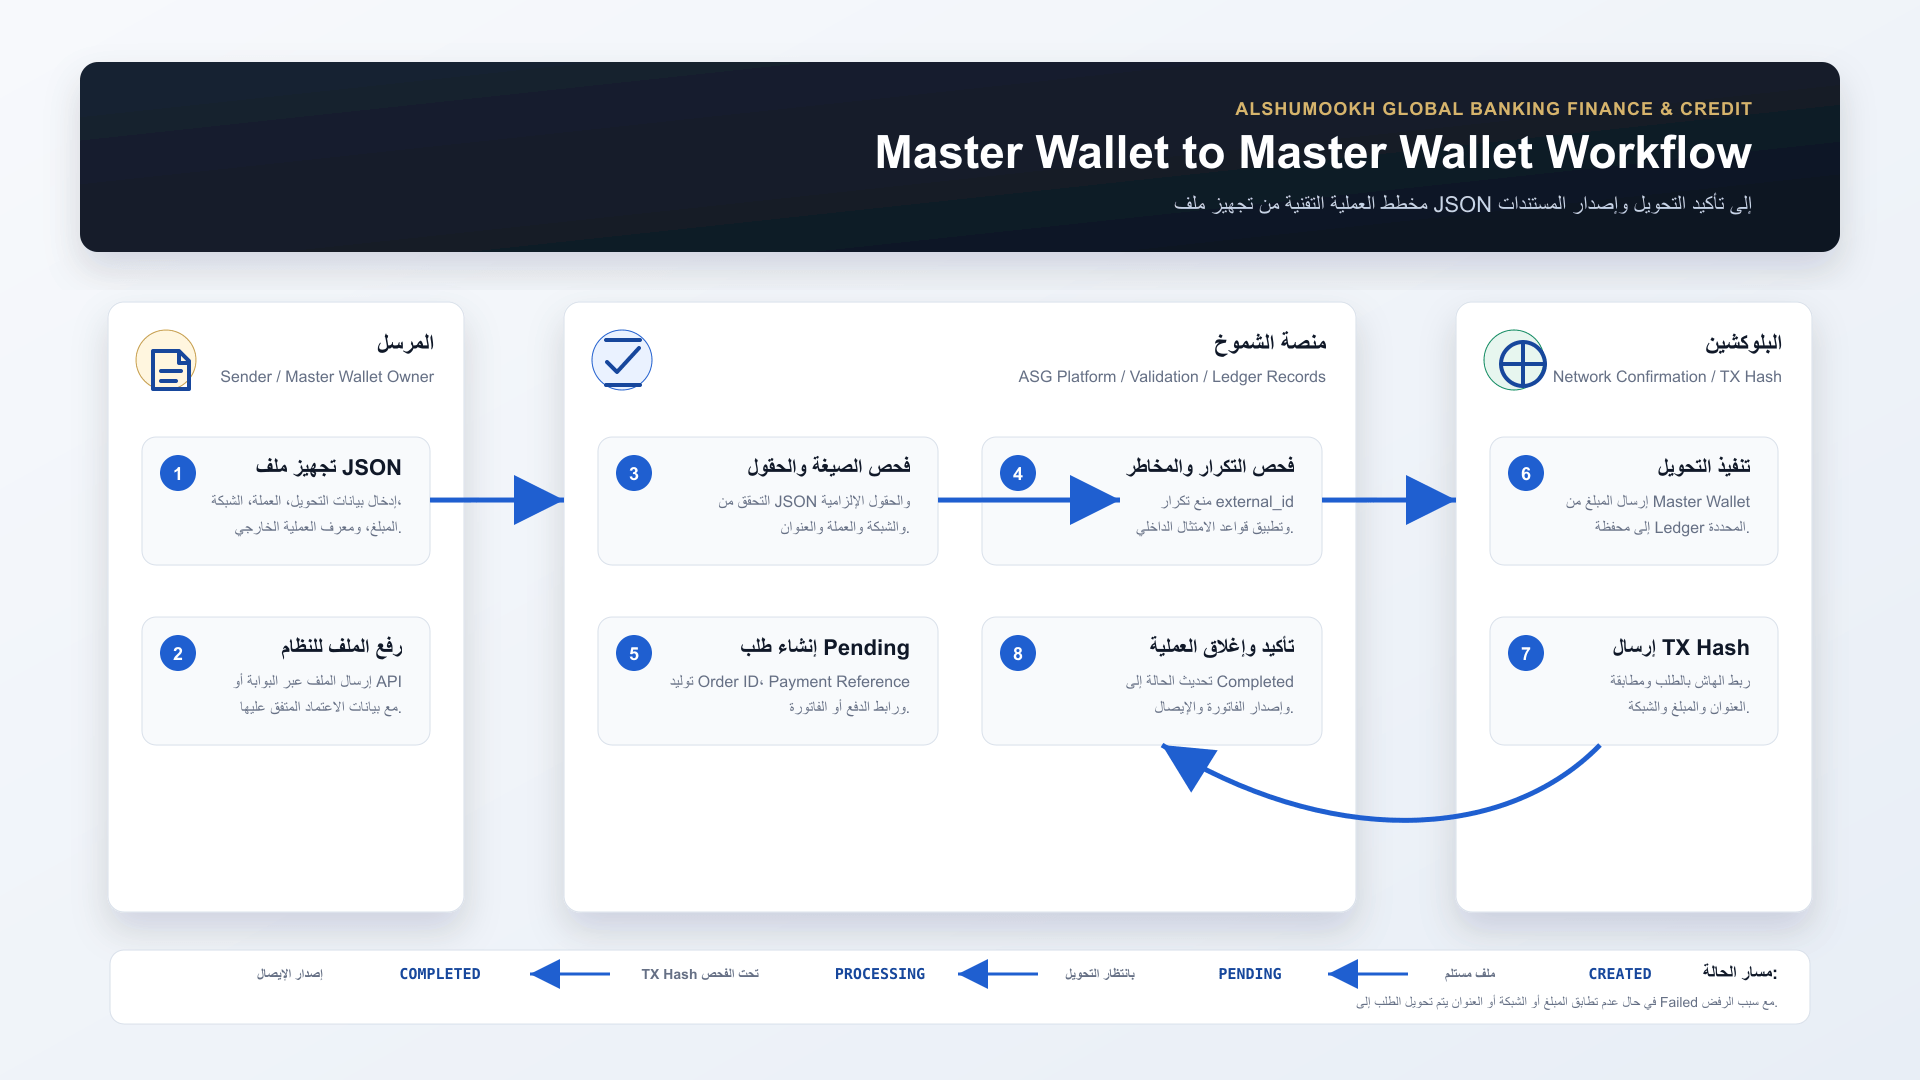 ALSHUMOOKH GLOBAL BANKING FINANCE & CREDIT
Master Wallet to Master Wallet Workflow
مخطط العملية التقنية من تجهيز ملف JSON إلى تأكيد التحويل وإصدار المستندات
المرسل
Sender / Master Wallet Owner
1
تجهيز ملف JSON
إدخال بيانات التحويل، العملة، الشبكة،
المبلغ، ومعرف العملية الخارجي.
2
رفع الملف للنظام
إرسال الملف عبر البوابة أو API
مع بيانات الاعتماد المتفق عليها.
منصة الشموخ
ASG Platform / Validation / Ledger Records
3
فحص الصيغة والحقول
التحقق من JSON والحقول الإلزامية
والشبكة والعملة والعنوان.
4
فحص التكرار والمخاطر
منع تكرار external_id
وتطبيق قواعد الامتثال الداخلي.
5
إنشاء طلب Pending
توليد Order ID، Payment Reference
ورابط الدفع أو الفاتورة.
8
تأكيد وإغلاق العملية
تحديث الحالة إلى Completed
وإصدار الفاتورة والإيصال.
البلوكشين
Network Confirmation / TX Hash
6
تنفيذ التحويل
إرسال المبلغ من Master Wallet
إلى محفظة Ledger المحددة.
7
إرسال TX Hash
ربط الهاش بالطلب ومطابقة
العنوان والمبلغ والشبكة.
مسار الحالة:
CREATED
ملف مستلم
PENDING
بانتظار التحويل
PROCESSING
تحت الفحص TX Hash
COMPLETED
إصدار الإيصال
في حال عدم تطابق المبلغ أو الشبكة أو العنوان يتم تحويل الطلب إلى Failed مع سبب الرفض.